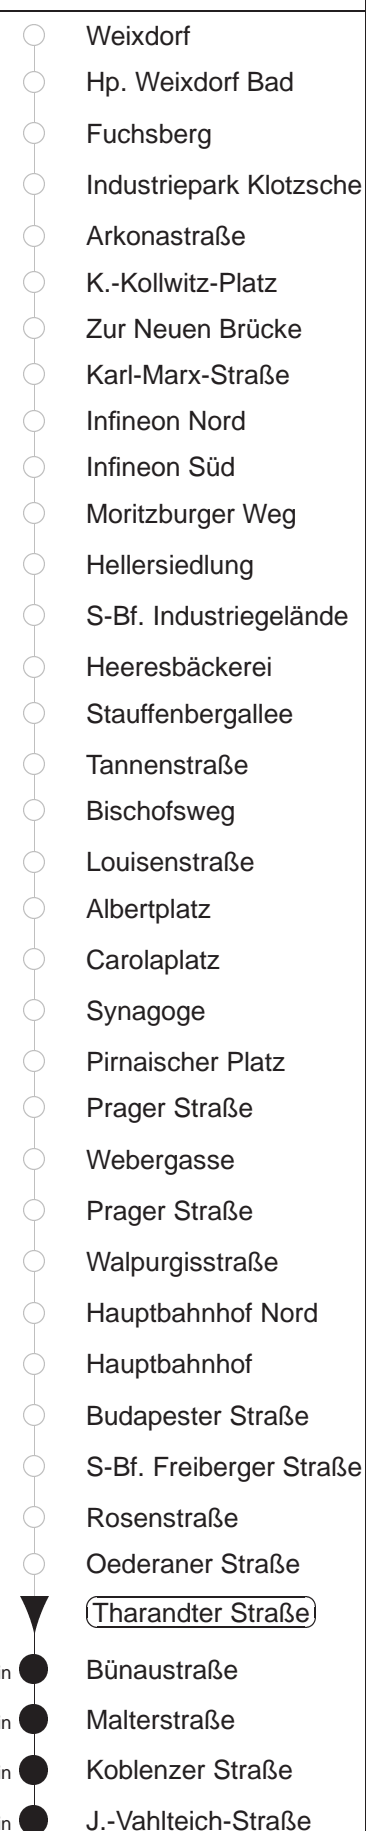 Weixdorf
Hp. Weixdorf Bad
Fuchsberg
Industriepark Klotzsche
Arkonastraße
K.-Kollwitz-Platz
Zur Neuen Brücke
Karl-Marx-Straße
Infineon Nord
Infineon Süd
Moritzburger Weg
Hellersiedlung
S-Bf. Industriegelände
Heeresbäckerei
Stauffenbergallee
Tannenstraße
Bischofsweg
Louisenstraße
Albertplatz
Carolaplatz
Synagoge
Pirnaischer Platz
Prager Straße
Webergasse
Prager Straße
Walpurgisstraße
Hauptbahnhof Nord
Hauptbahnhof
Budapester Straße
S-Bf. Freiberger Straße
Rosenstraße
Oederaner Straße
Tharandter Straße
Bünaustraße
Malterstraße
Koblenzer Straße
J.-Vahlteich-Straße